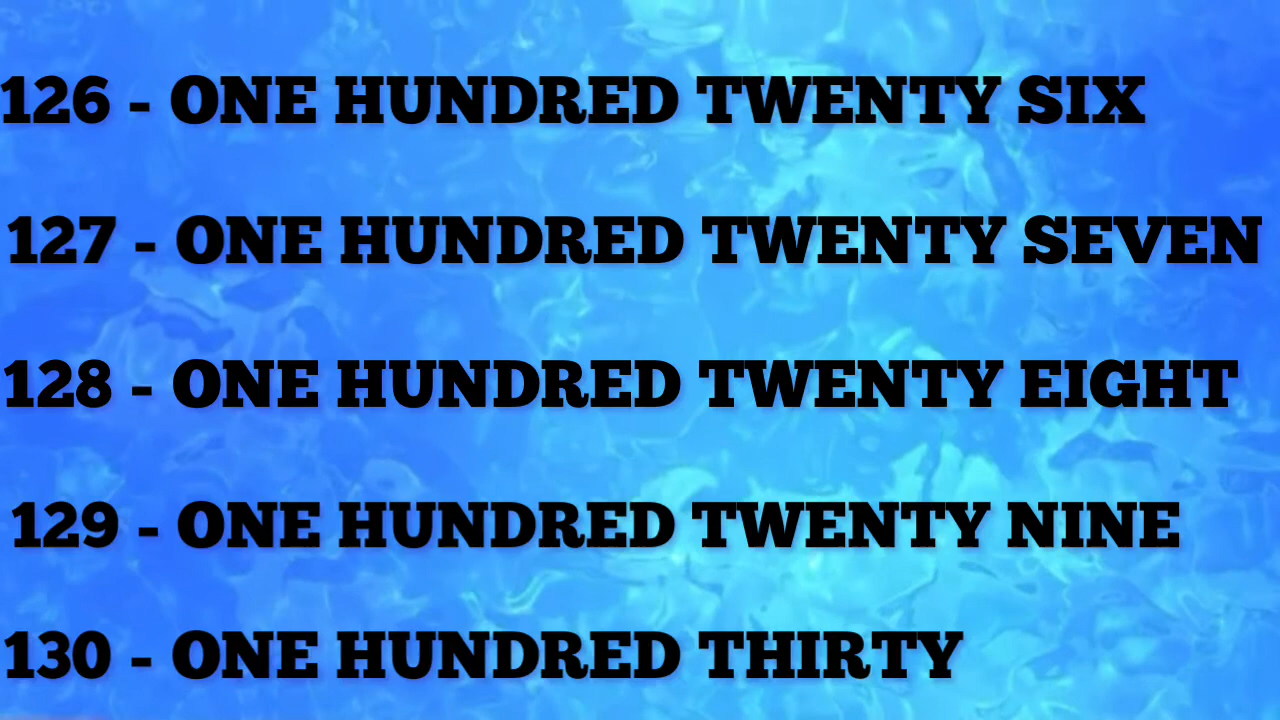 126 - ONE HUNDRED TWENTY SIX
127 - ONE HUNDRED TWENTY SEVEN
128 - ONE HUNDRED TWENTY EIGHT
129 - ONE HUNDRED TWENTY NINE
130 - ONE HUNDRED THIRTY